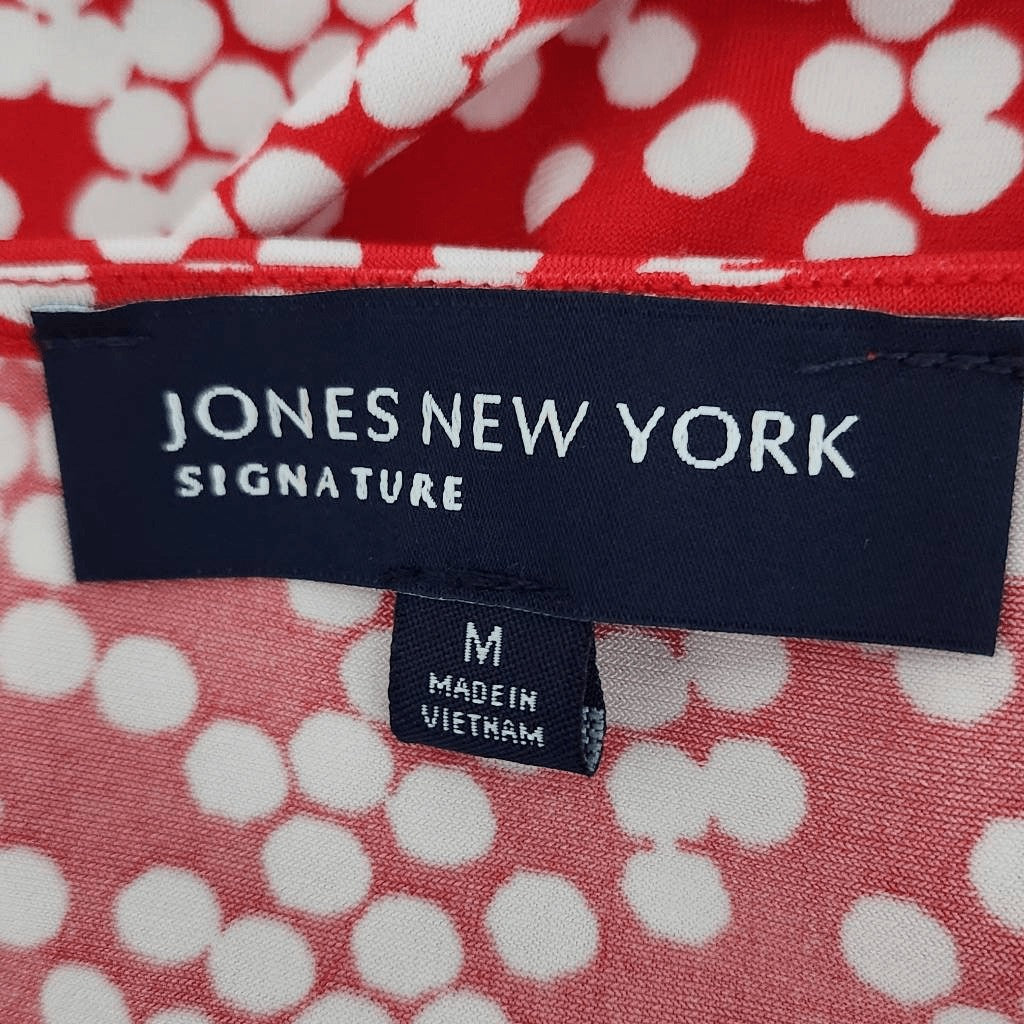 JONES NEW YORK
SIGNATURE
M
MADE IN
VIETNAM